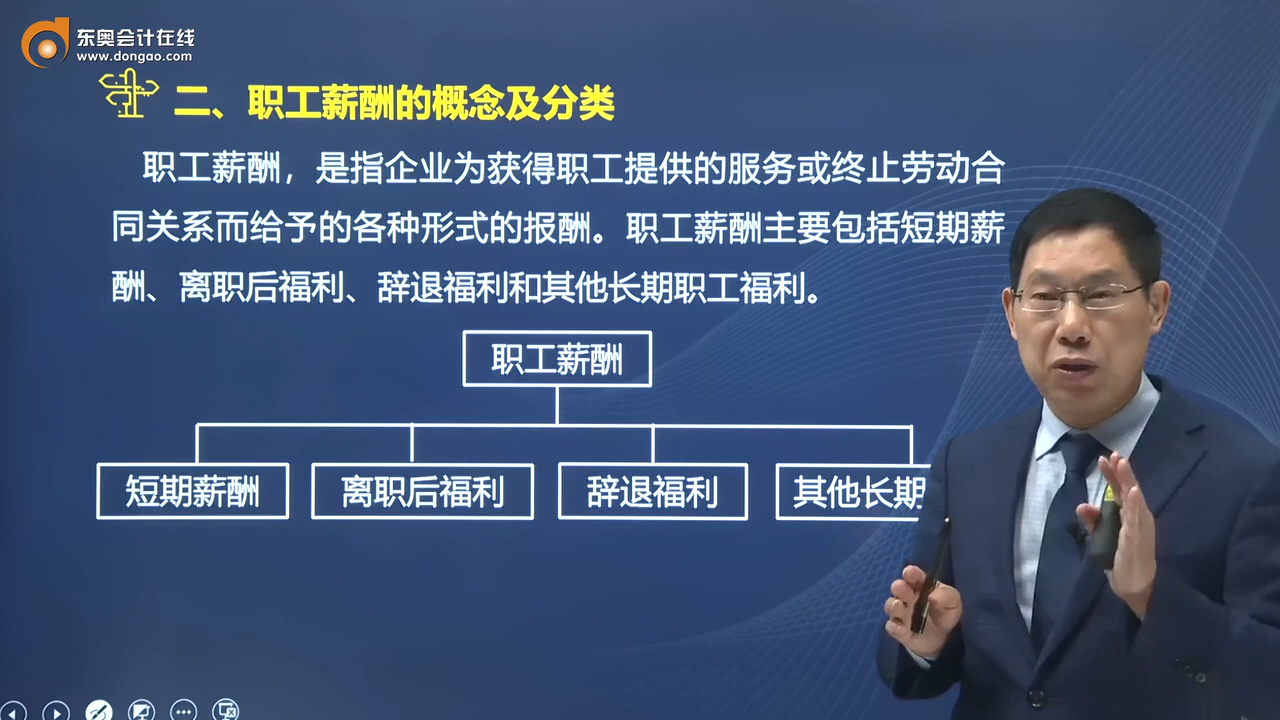 东奥会计在线
www.dongao.com
二、职工薪酬的概念及分类
职工薪酬，是指企业为获得职工提供的服务或终止劳动合
同关系而给予的各种形式的报酬。职工薪酬主要包括短期薪
酬、离职后福利、辞退福利和其他长期职工福利。
职工薪酬
短期薪酬 离职后福利 辞退福利 其他长期